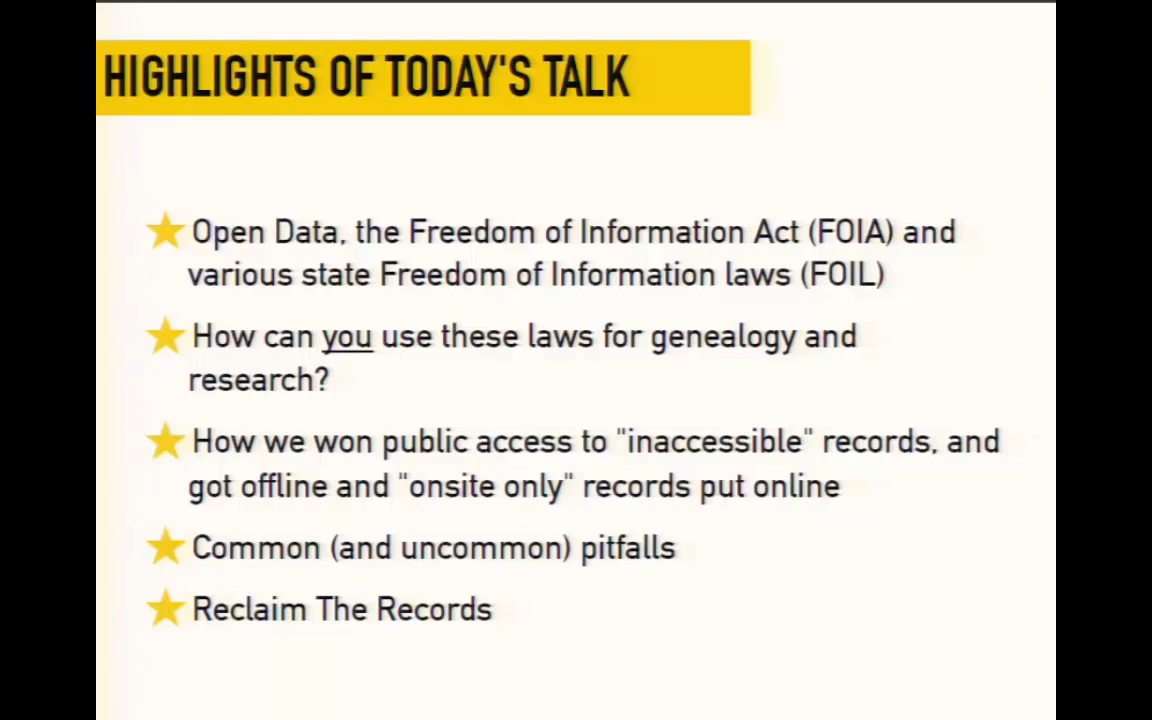 HIGHLIGHTS OF TODAY'S TALK
Open Data, the Freedom of Information Act (FOIA) and
various state Freedom of Information laws (FOIL)
How can you use these laws for genealogy and
research?
How we won public access to "inaccessible" records, and
got offline and "onsite only" records put online
Common (and uncommon) pitfalls
Reclaim The Records